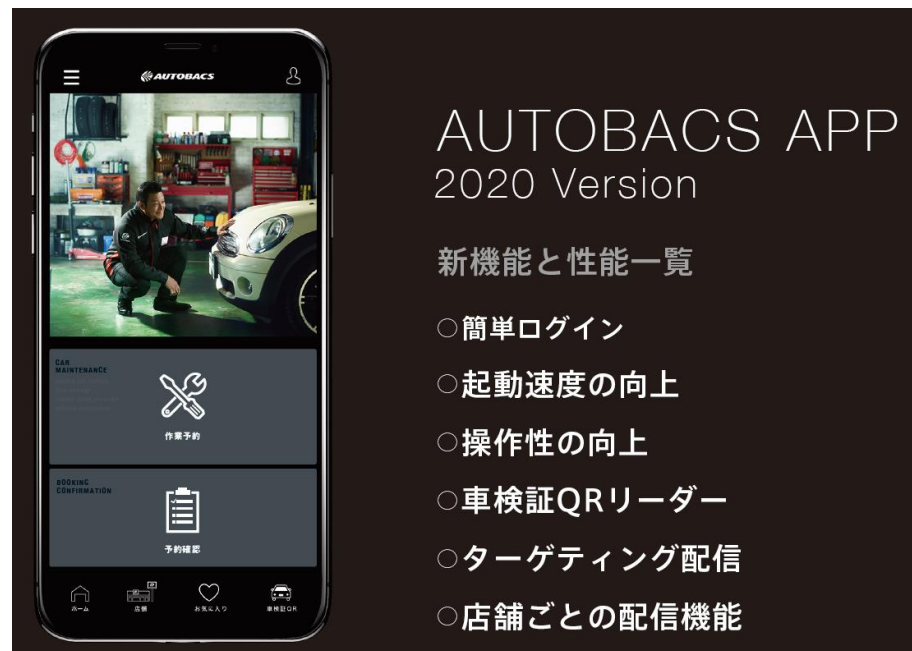 AUTOBACS
CAR
MAINTENANCE
作業予約
BOOKING
CONFIRMATION
予約確認
ホーム
店舗
お気に入り
車検証QR
AUTOBACS APP
2020 Version
新機能と性能一覧
○簡単ログイン
○起動速度の向上
○操作性の向上
○車検証QRリーダー
○ターゲティング配信
○店舗ごとの配信機能